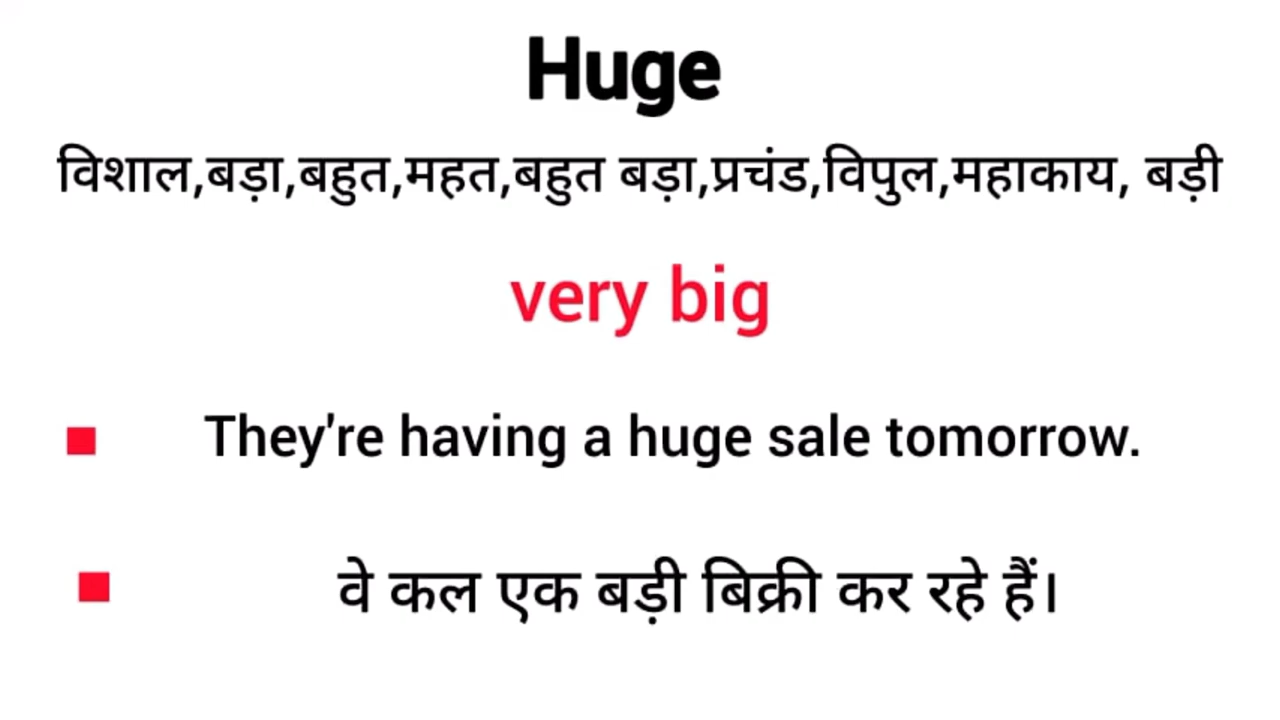 Huge
विशाल,बड़ा,बहुत,महत,बहुत बड़ा,प्रचंड,विपुल,महाकाय, बड़ी
very big
They're having a huge sale tomorrow.
वे कल एक बड़ी बिक्री कर रहे हैं।